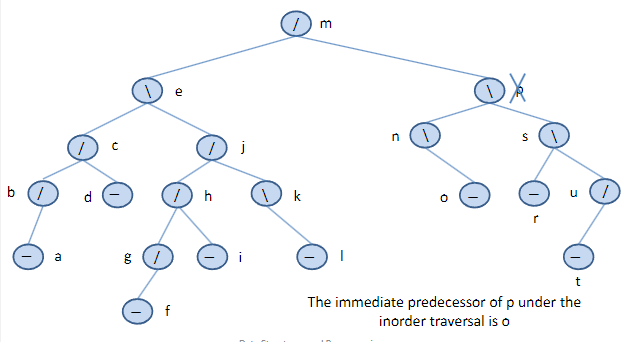 / m
\ e \ p
/ c / j n \ s \
b / d – / h \ k o – – u /
r
– a g / – i – l –
t
– f
The immediate predecessor of p under the
inorder traversal is o